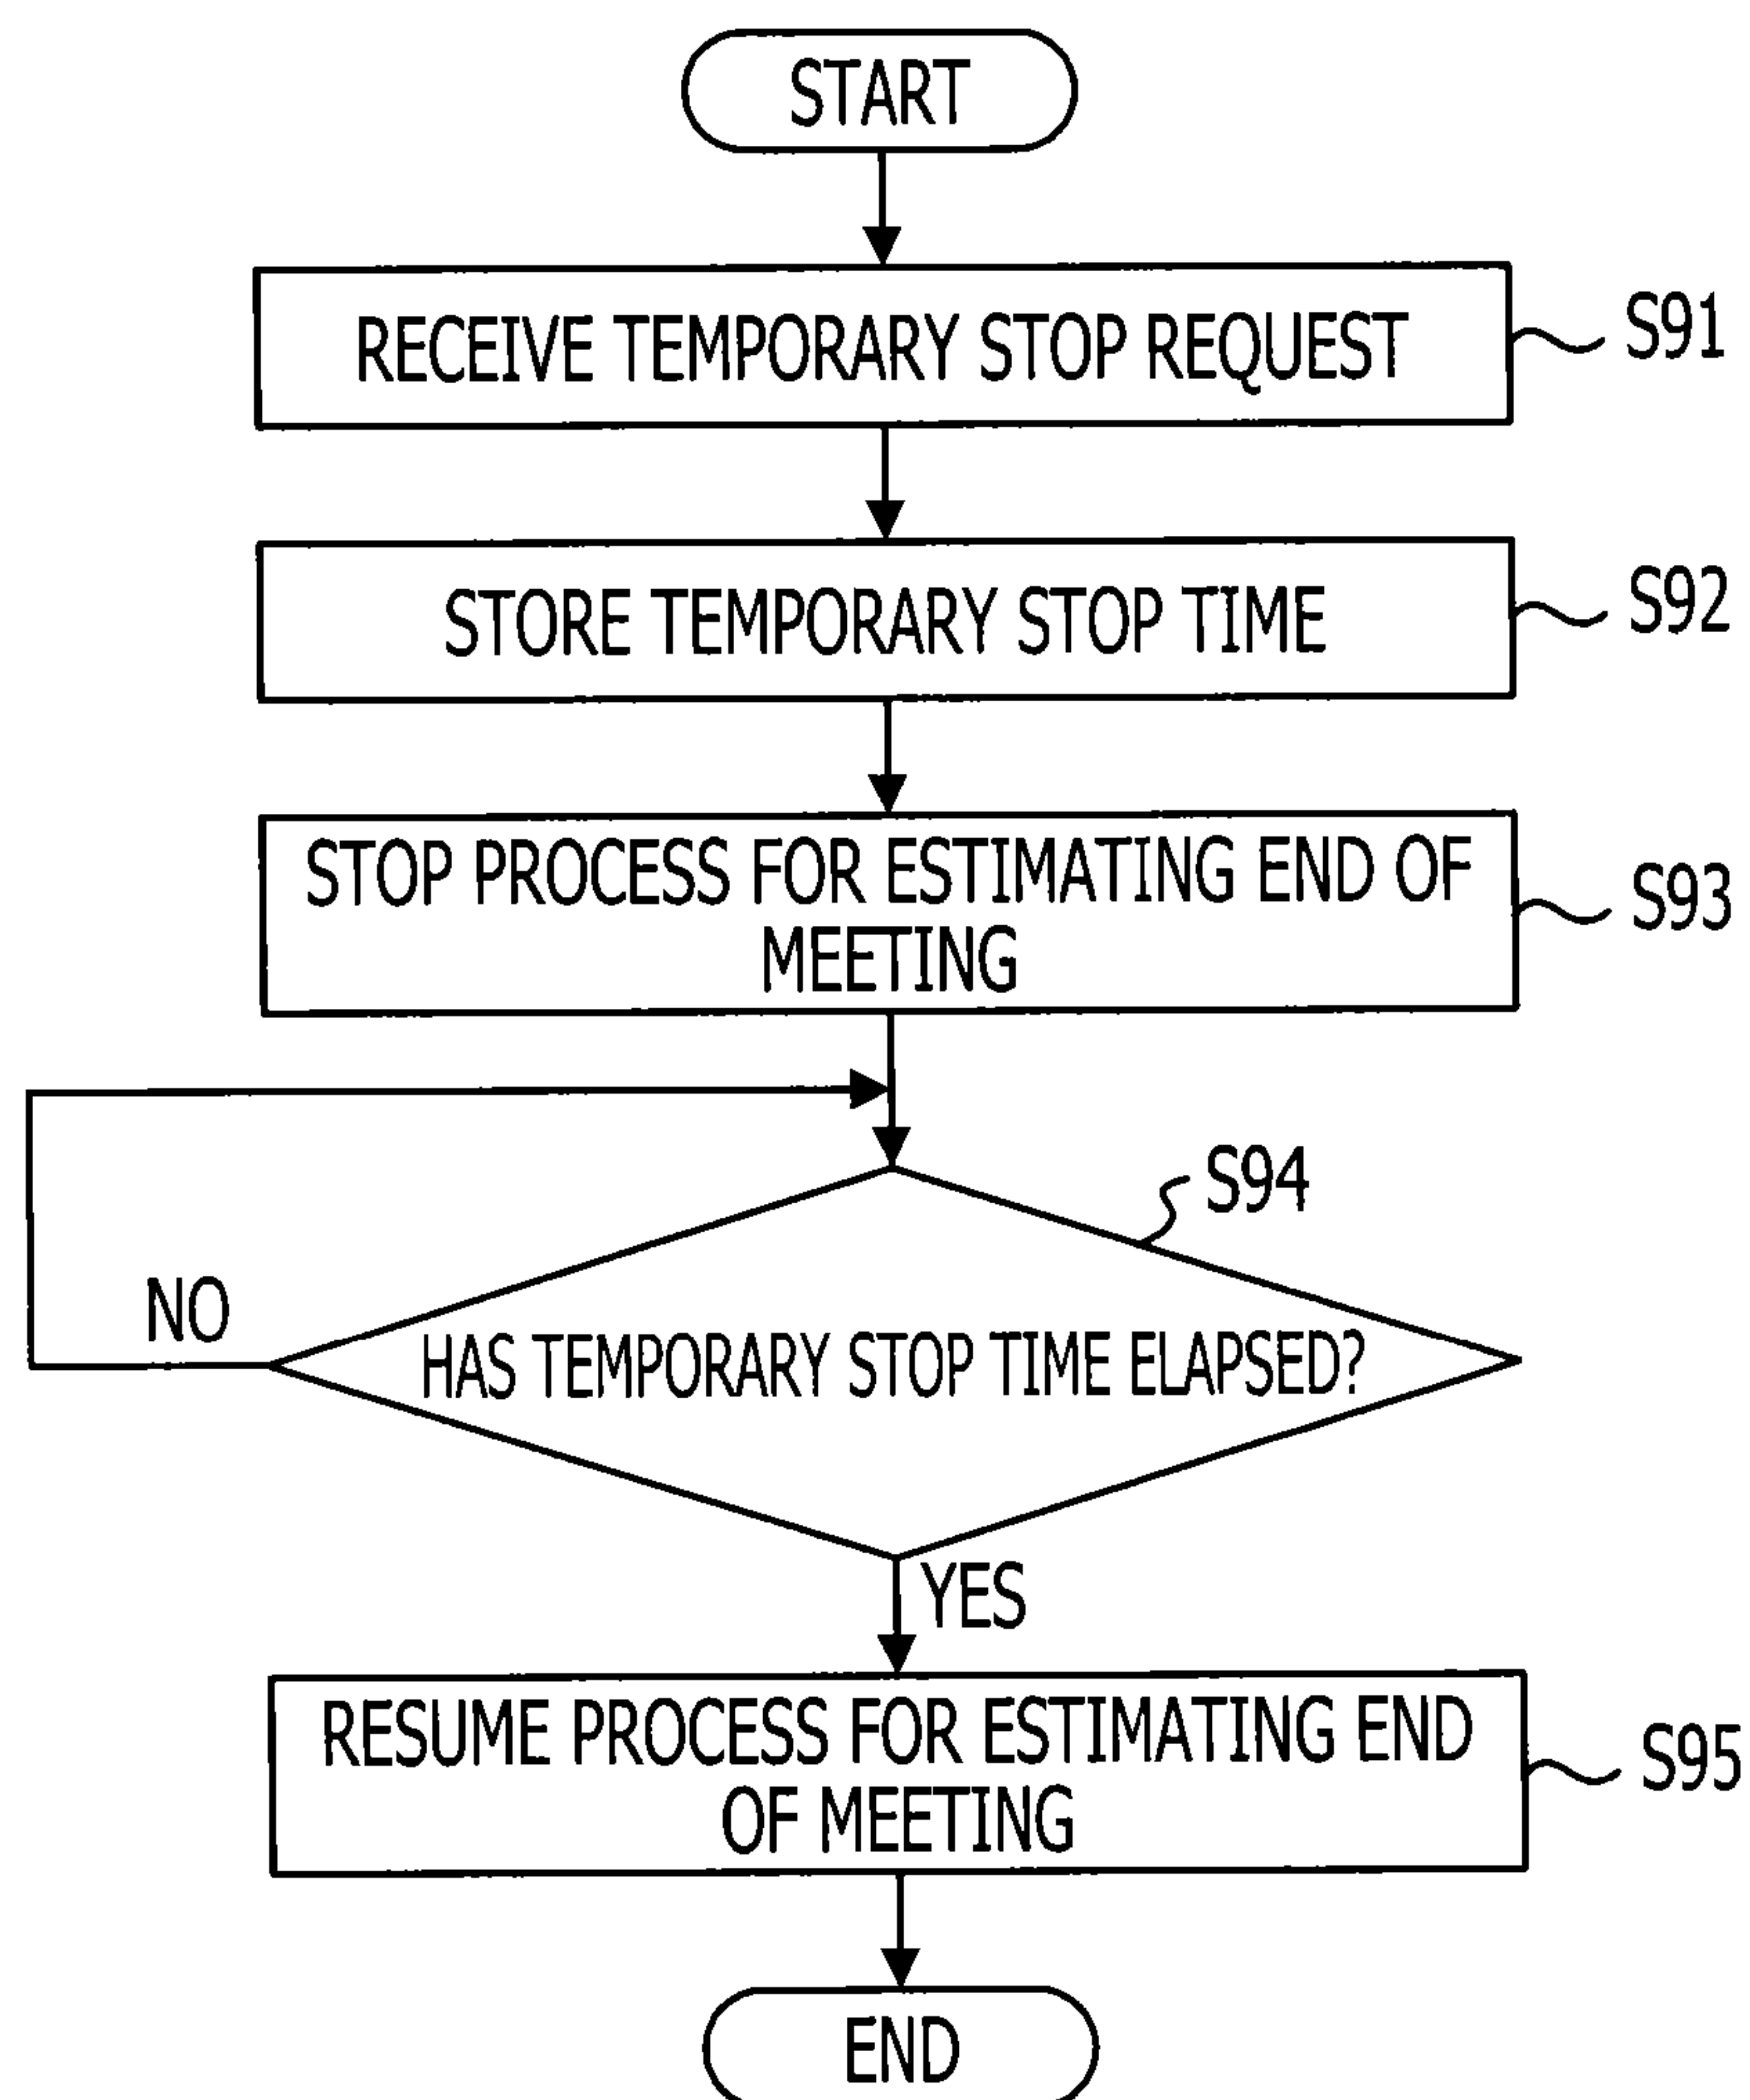 START
RECEIVE TEMPORARY STOP REQUEST
S91
STORE TEMPORARY STOP TIME
S92
STOP PROCESS FOR ESTIMATING END OF
MEETING
S93
S94
NO
HAS TEMPORARY STOP TIME ELAPSED?
YES
RESUME PROCESS FOR ESTIMATING END
OF MEETING
S95
END